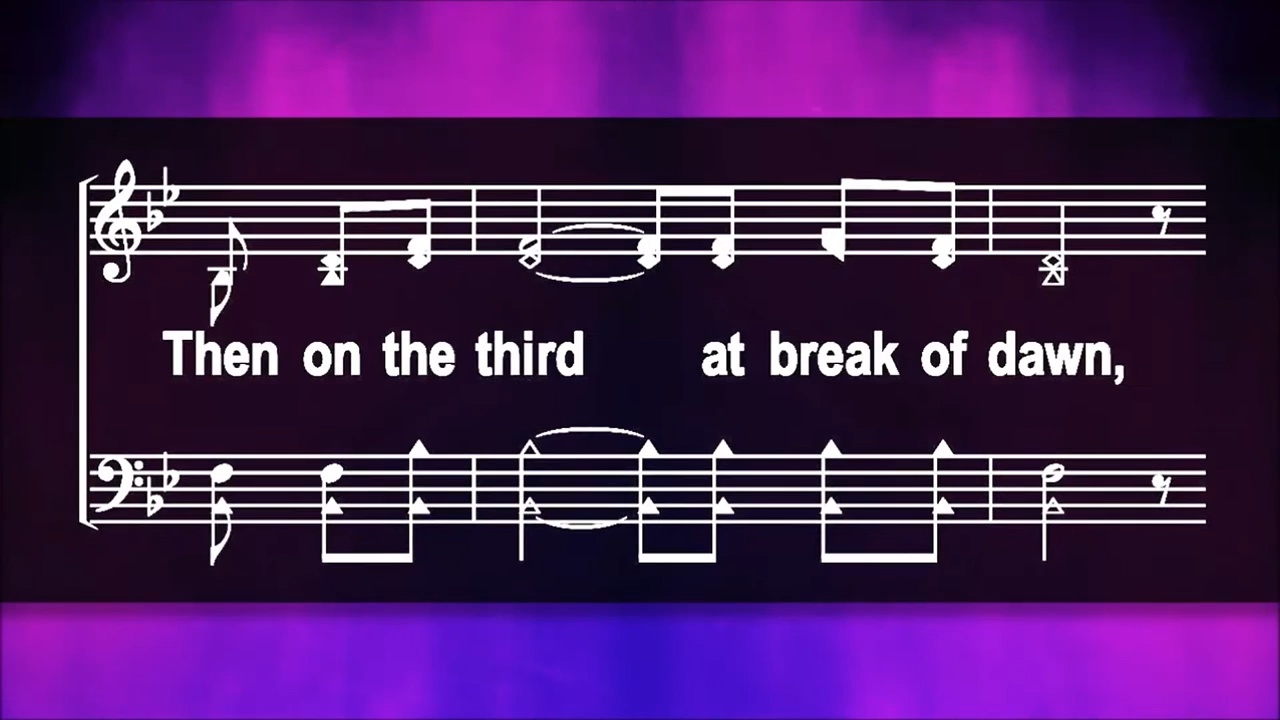 Then on the third at break of dawn,